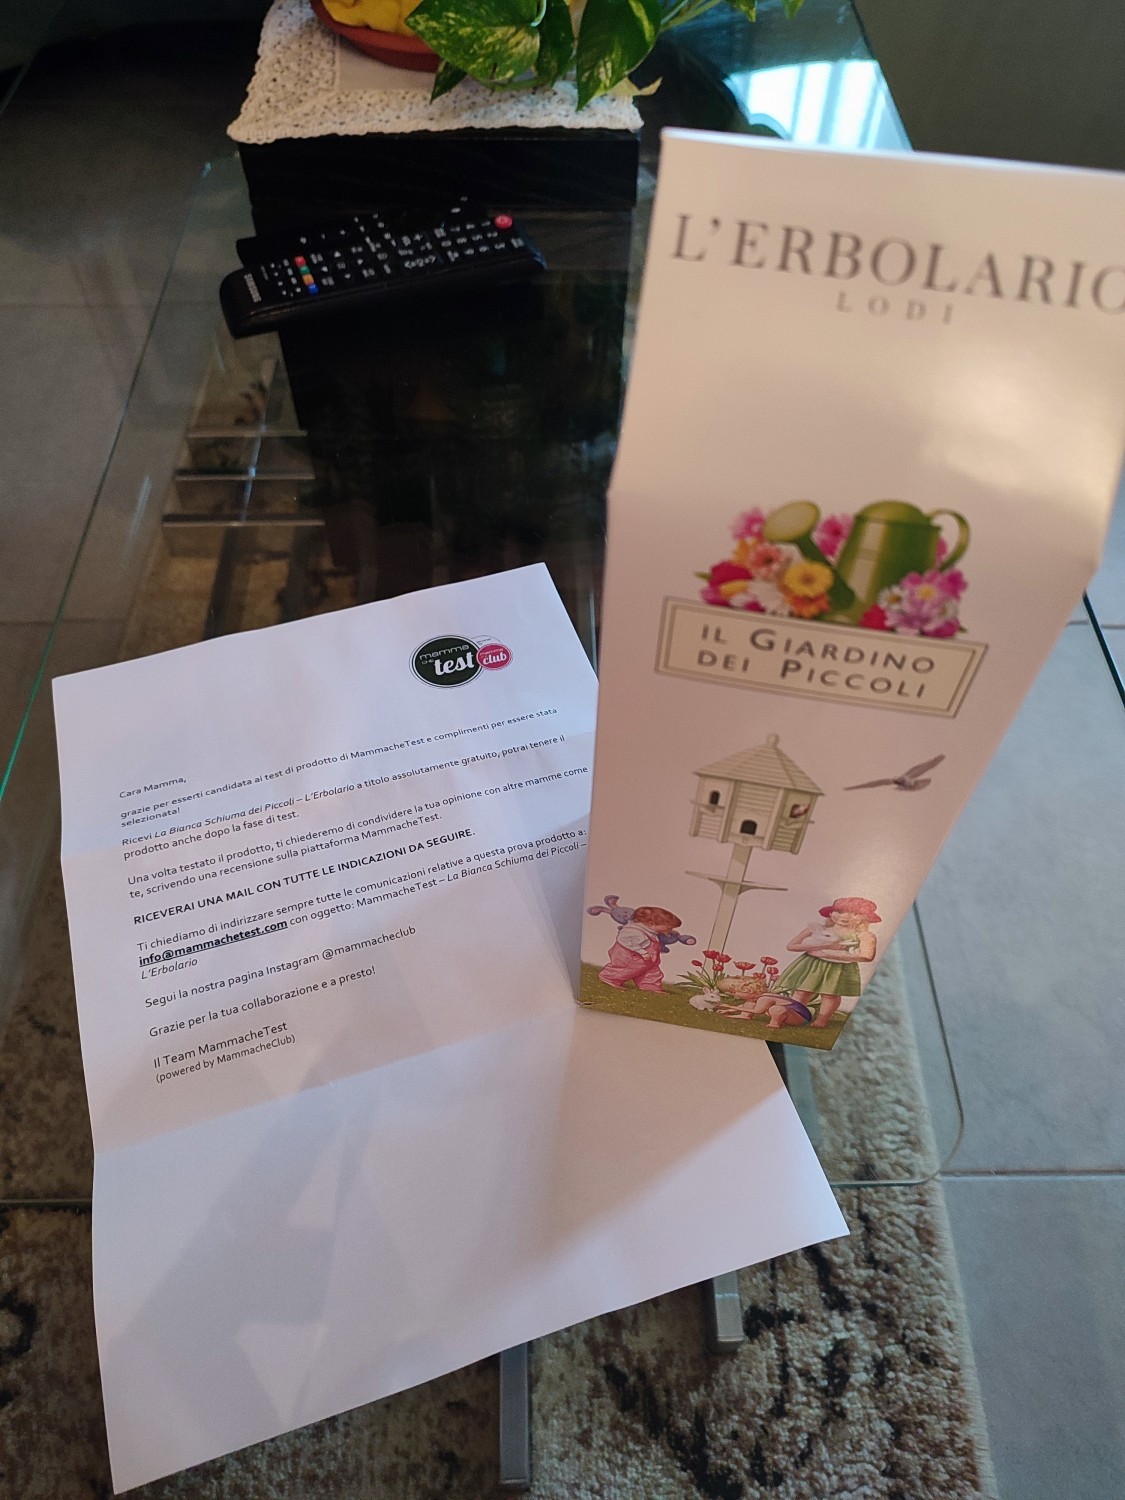 L'ERBOLARIO
LODI
IL GIARDINO
DEI PICCOLI
SAMSUNG
mamma
che
test
club
Cara Mamma,
grazie per esserti candidata ai test di prodotto di MammacheTest e complimenti per essere stata
selezionata!
Ricevi La Bianca Schiuma dei Piccoli – L'Erbolario a titolo assolutamente gratuito, potrai tenere il
prodotto anche dopo la fase di test.
Una volta testato il prodotto, ti chiederemo di condividere la tua opinione con altre mamme come
te, scrivendo una recensione sulla piattaforma MammacheTest.
RICEVERAI UNA MAIL CON TUTTE LE INDICAZIONI DA SEGUIRE.
Ti chiediamo di indirizzare sempre tutte le comunicazioni relative a questa prova prodotto a:
info@mammachetest.com con oggetto: MammacheTest – La Bianca Schiuma dei Piccoli –
L'Erbolario
Segui la nostra pagina Instagram @mammacheclub
Grazie per la tua collaborazione e a presto!
Il Team MammacheTest
(powered by MammacheClub)